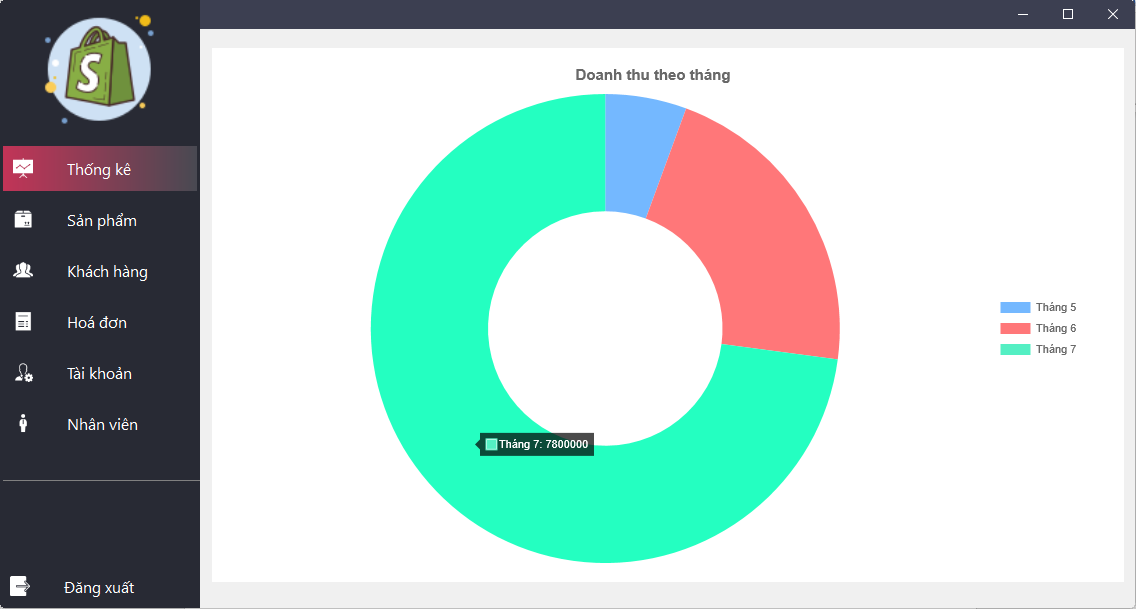 S
Thống kê
Sản phẩm
Khách hàng
Hoá đơn
Tài khoản
Nhân viên
Đăng xuất
Doanh thu theo tháng
Tháng 5
Tháng 6
Tháng 7
Tháng 7: 7800000